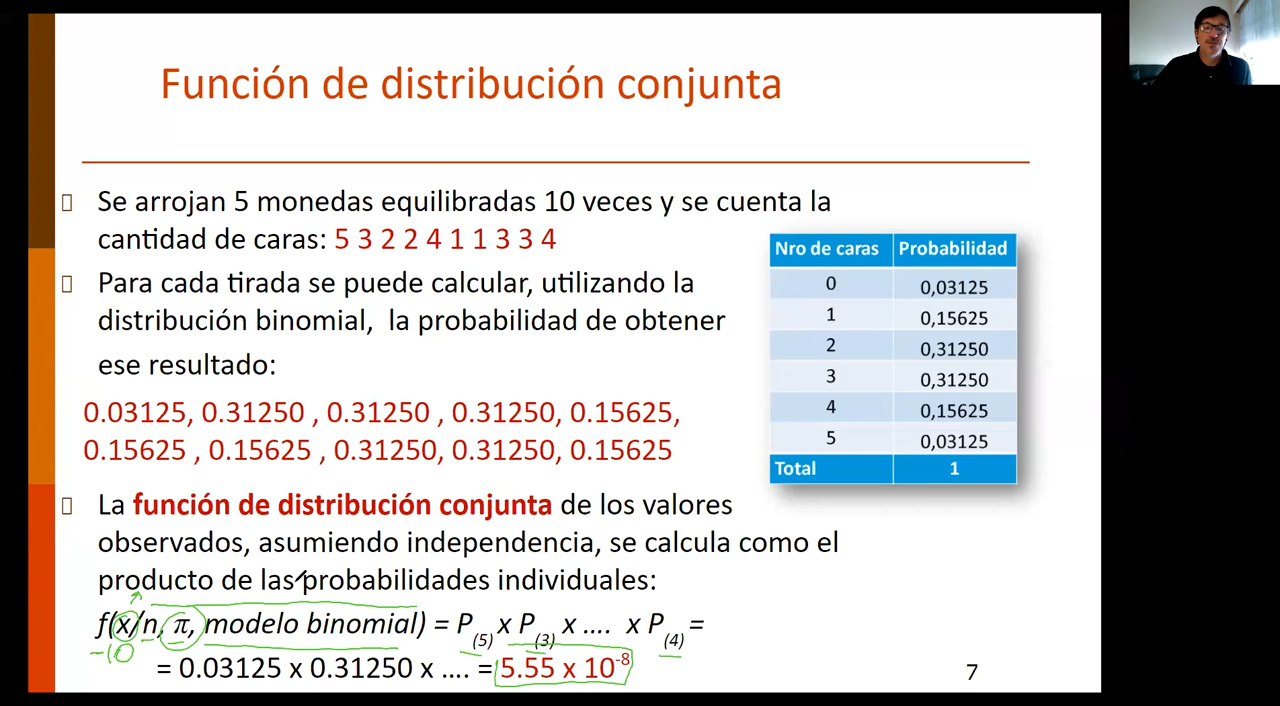 Función de distribución conjunta
Se arrojan 5 monedas equilibradas 10 veces y se cuenta la
cantidad de caras: 5 3 2 2 4 1 1 3 3 4
Para cada tirada se puede calcular, utilizando la
distribución binomial, la probabilidad de obtener
ese resultado:
0.03125, 0.31250 , 0.31250 , 0.31250, 0.15625,
0.15625 , 0.15625 , 0.31250, 0.31250, 0.15625
Nro de caras Probabilidad
0 0,03125
1 0,15625
2 0,31250
3 0,31250
4 0,15625
5 0,03125
Total 1
La función de distribución conjunta de los valores
observados, asumiendo independencia, se calcula como el
producto de las probabilidades individuales:
f(x/n, π, modelo binomial) = P(5) x P(3) x .... x P(4) =
10
= 0.03125 x 0.31250 x .... = 5.55 x 10-8
7